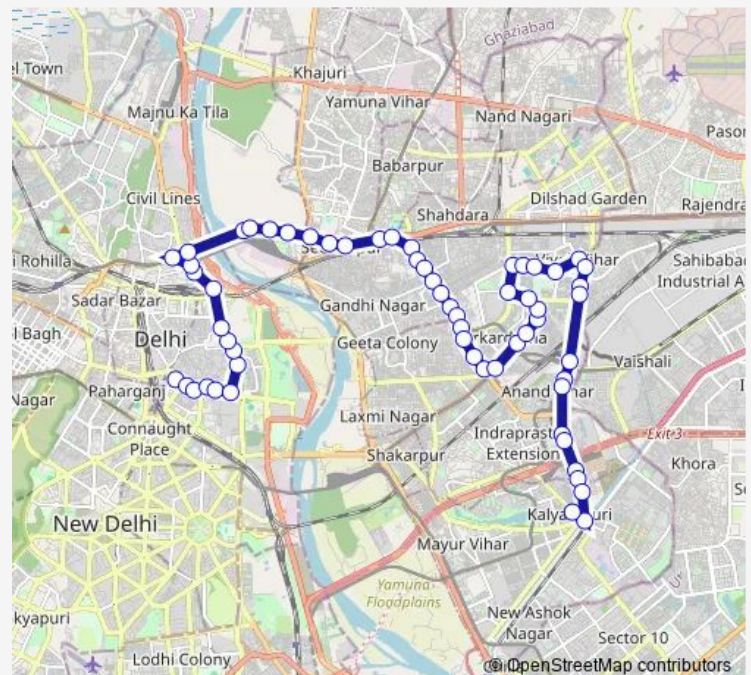 Ghaziabad
el Town
Khajuri
Yamuna Vihar
Majnu Ka Tila
Nand Nagari
Pason
Babarpur
Civil Lines
Dilshad Garden
Rajendra
Shahdara
i Rohilla
Vihar
Sahibabad
Industrial A
Sadar Bazar
Gandhi Nagar
l Bagh
Delhi
Geeta Colony
Vaishali
Paharganj
Anand
Nagar
Laxmi Nagar
Connaught
Place
Indraprast
Extension
Exit 3
Shakarpur
Khora
New Delhi
Kalya
uri
Mayur Vihar
Yamuna
Floodplains
kyapuri
New Ashok
Nagar
Sector 10
Lodhi Colony
© OpenStreetMap contributors